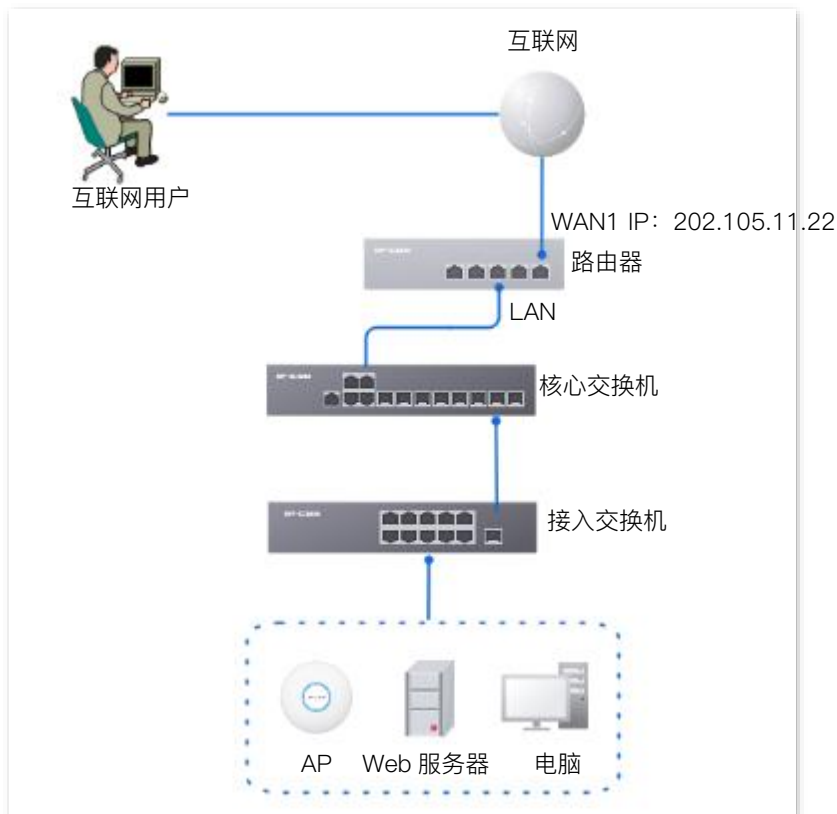 互联网
互联网用户
WAN1 IP：202.105.11.22
路由器
LAN
核心交换机
接入交换机
AP Web 服务器 电脑